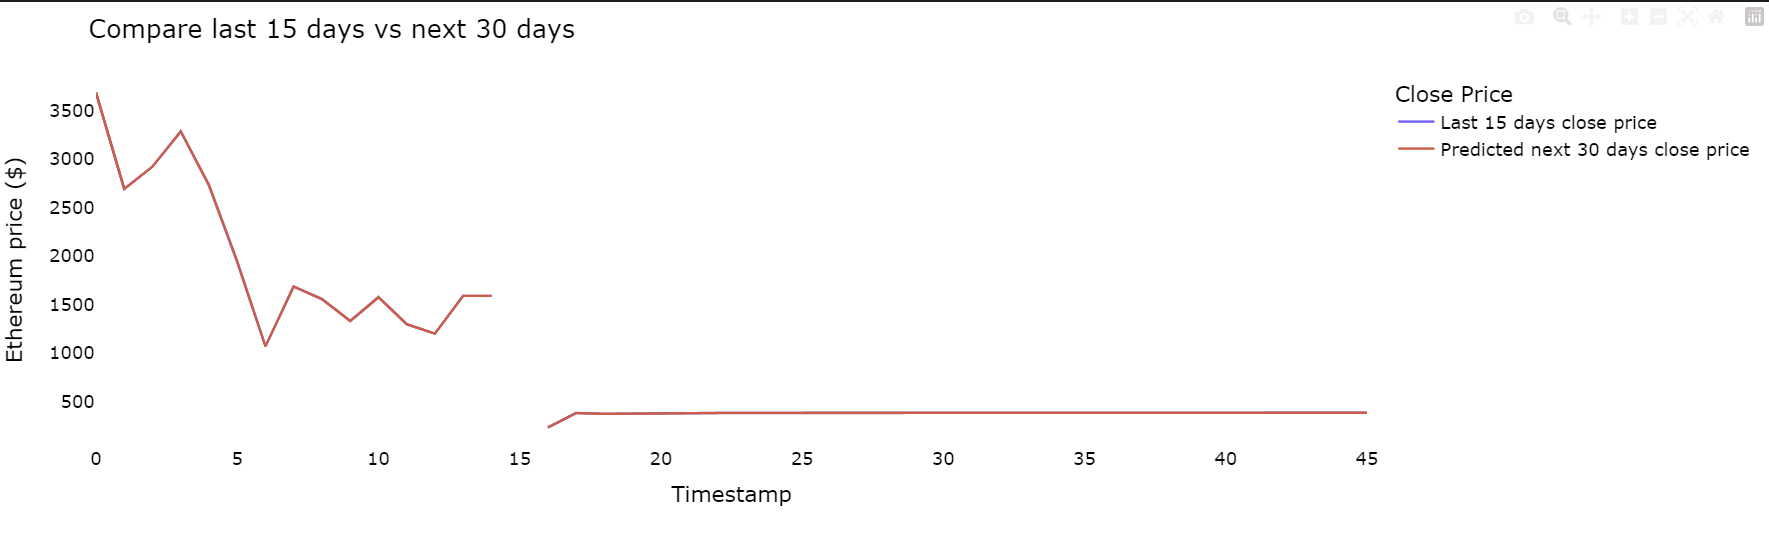 Compare last 15 days vs next 30 days
Close Price
Last 15 days close price
Predicted next 30 days close price
Ethereum price ($)
3500
3000
2500
2000
1500
1000
500
0 5 10 15 20 25 30 35 40 45
Timestamp